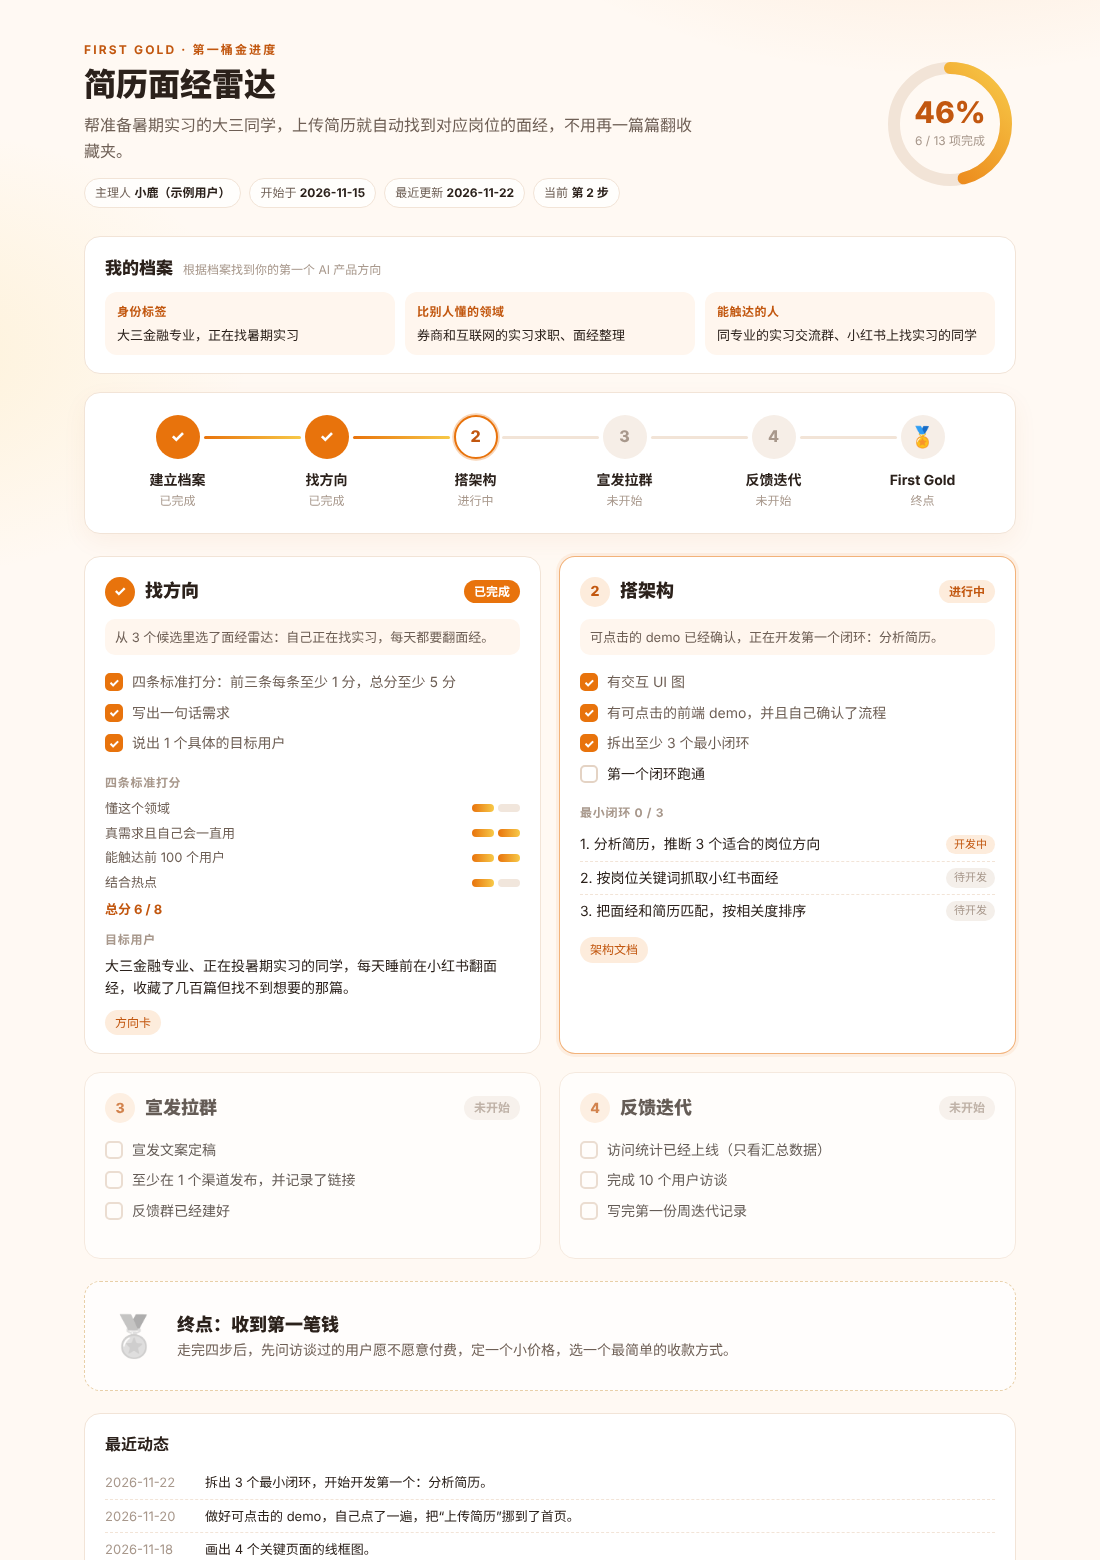 FIRST GOLD · 第一桶金进度
简历面经雷达
帮准备暑期实习的大三同学，上传简历就自动找到对应岗位的面经，不用再一篇篇翻收
藏夹。
主理人 小鹿（示例用户）
开始于 2026-11-15
最近更新 2026-11-22
当前 第 2 步
46%
6 / 13 项完成
我的档案 根据档案找到你的第一个 AI 产品方向
身份标签
大三金融专业，正在找暑期实习
比别人懂的领域
券商和互联网的实习求职、面经整理
能触达的人
同专业的实习交流群、小红书上找实习的同学
建立档案
已完成
找方向
已完成
2
搭架构
进行中
3
宣发拉群
未开始
4
反馈迭代
未开始
First Gold
终点
找方向
已完成
从 3 个候选里选了面经雷达：自己正在找实习，每天都要翻面经。
四条标准打分：前三条每条至少 1 分，总分至少 5 分
写出一句话需求
说出 1 个具体的目标用户
四条标准打分
懂这个领域
真需求且自己会一直用
能触达前 100 个用户
结合热点
总分 6 / 8
目标用户
大三金融专业、正在投暑期实习的同学，每天睡前在小红书翻面
经，收藏了几百篇但找不到想要的那篇。
方向卡
2 搭架构
进行中
可点击的 demo 已经确认，正在开发第一个闭环：分析简历。
有交互 UI 图
有可点击的前端 demo，并且自己确认了流程
拆出至少 3 个最小闭环
第一个闭环跑通
最小闭环 0 / 3
1. 分析简历，推断 3 个适合的岗位方向 开发中
2. 按岗位关键词抓取小红书面经 待开发
3. 把面经和简历匹配，按相关度排序 待开发
架构文档
3 宣发拉群
未开始
宣发文案定稿
至少在 1 个渠道发布，并记录了链接
反馈群已经建好
4 反馈迭代
未开始
访问统计已经上线（只看汇总数据）
完成 10 个用户访谈
写完第一份周迭代记录
终点：收到第一笔钱
走完四步后，先问访谈过的用户愿不愿意付费，定一个小价格，选一个最简单的收款方式。
最近动态
2026-11-22 拆出 3 个最小闭环，开始开发第一个：分析简历。
2026-11-20 做好可点击的 demo，自己点了一遍，把“上传简历”挪到了首页。
2026-11-18 画出 4 个关键页面的线框图。